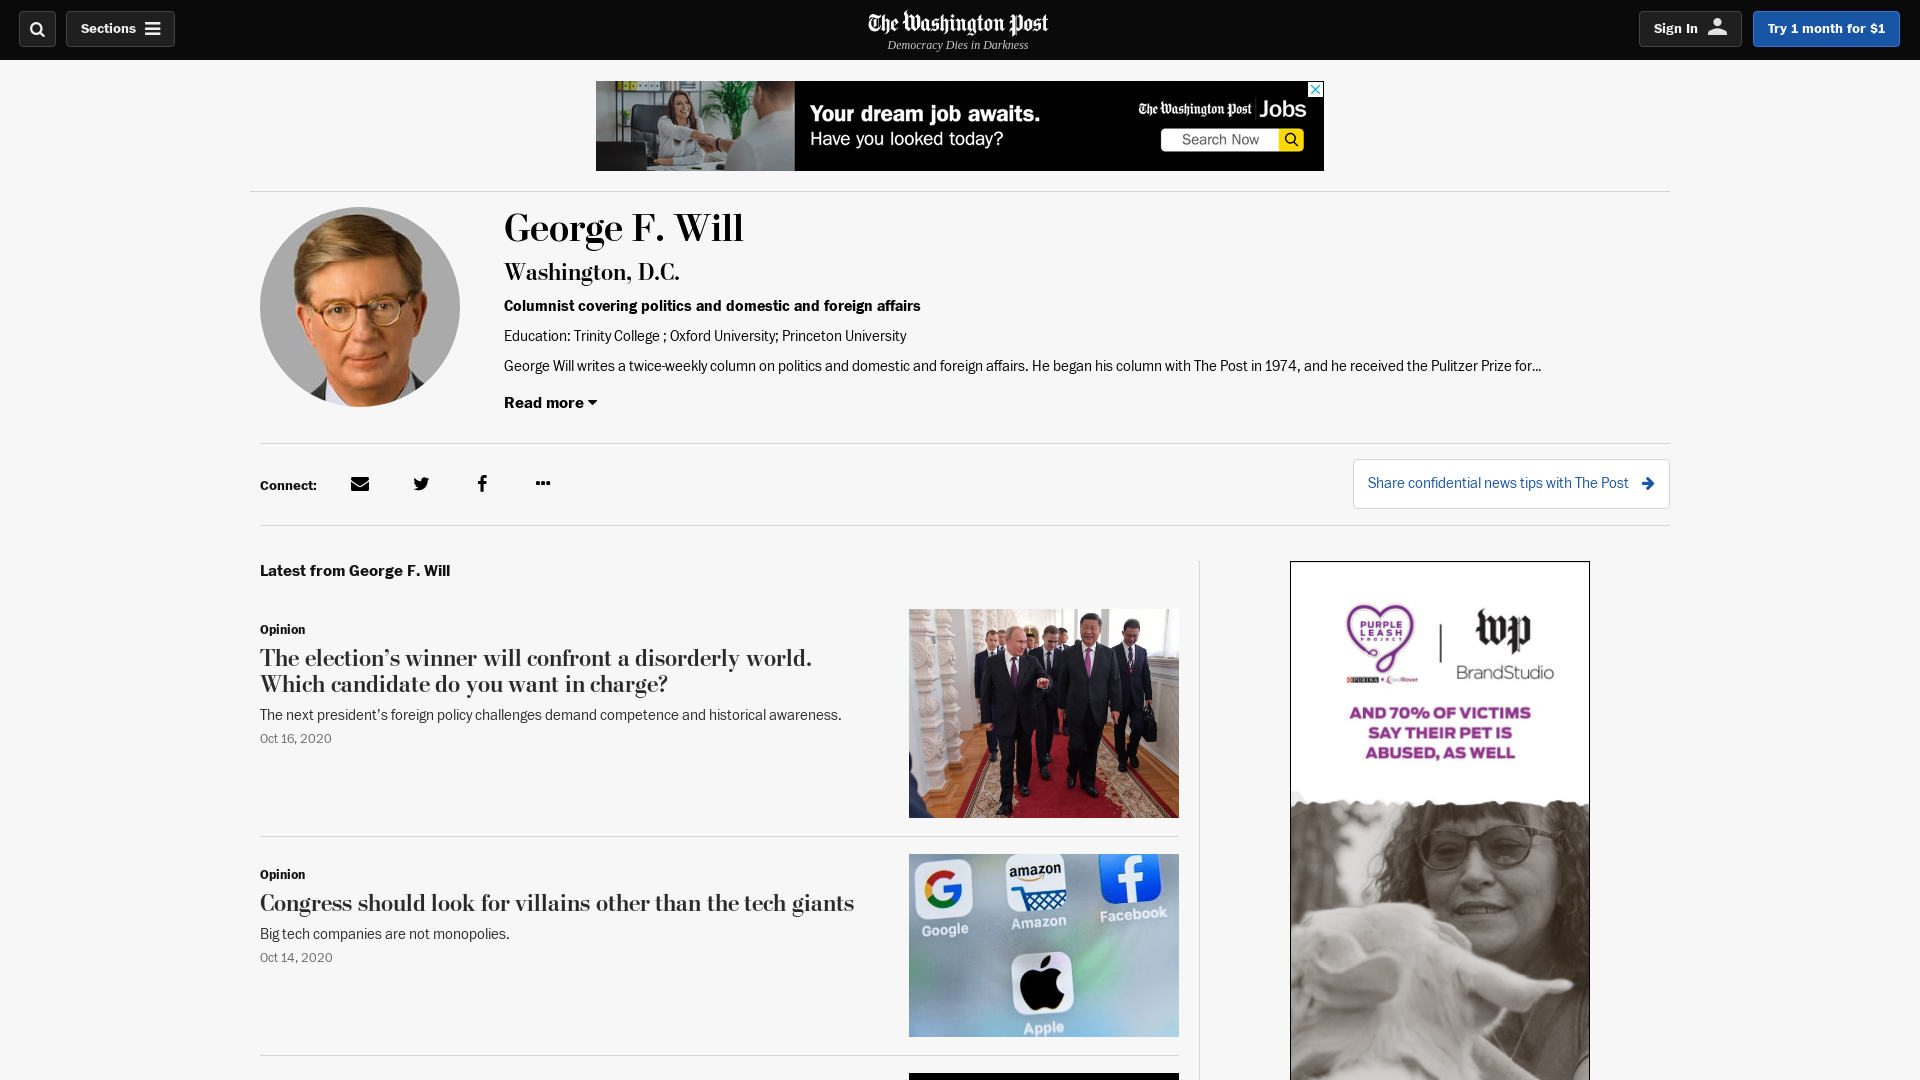 Sections
The Washington Post
Democracy Dies in Darkness
Sign In
Try 1 month for $1
Your dream job awaits.
Have you looked today?
The Washington Post Jobs
Search Now
George F. Will
Washington, D.C.
Columnist covering politics and domestic and foreign affairs
Education: Trinity College ; Oxford University; Princeton University
George Will writes a twice-weekly column on politics and domestic and foreign affairs. He began his column with The Post in 1974, and he received the Pulitzer Prize for...
Read more
Connect:
Share confidential news tips with The Post
Latest from George F. Will
Opinion
The election’s winner will confront a disorderly world.
Which candidate do you want in charge?
The next president’s foreign policy challenges demand competence and historical awareness.
Oct 16, 2020
Opinion
Congress should look for villains other than the tech giants
Big tech companies are not monopolies.
Oct 14, 2020
Google
amazon
Amazon
Facebook
Apple
PURPLE
LEASH
PROJECT
PURINA
wp
BrandStudio
AND 70% OF VICTIMS
SAY THEIR PET IS
ABUSED, AS WELL